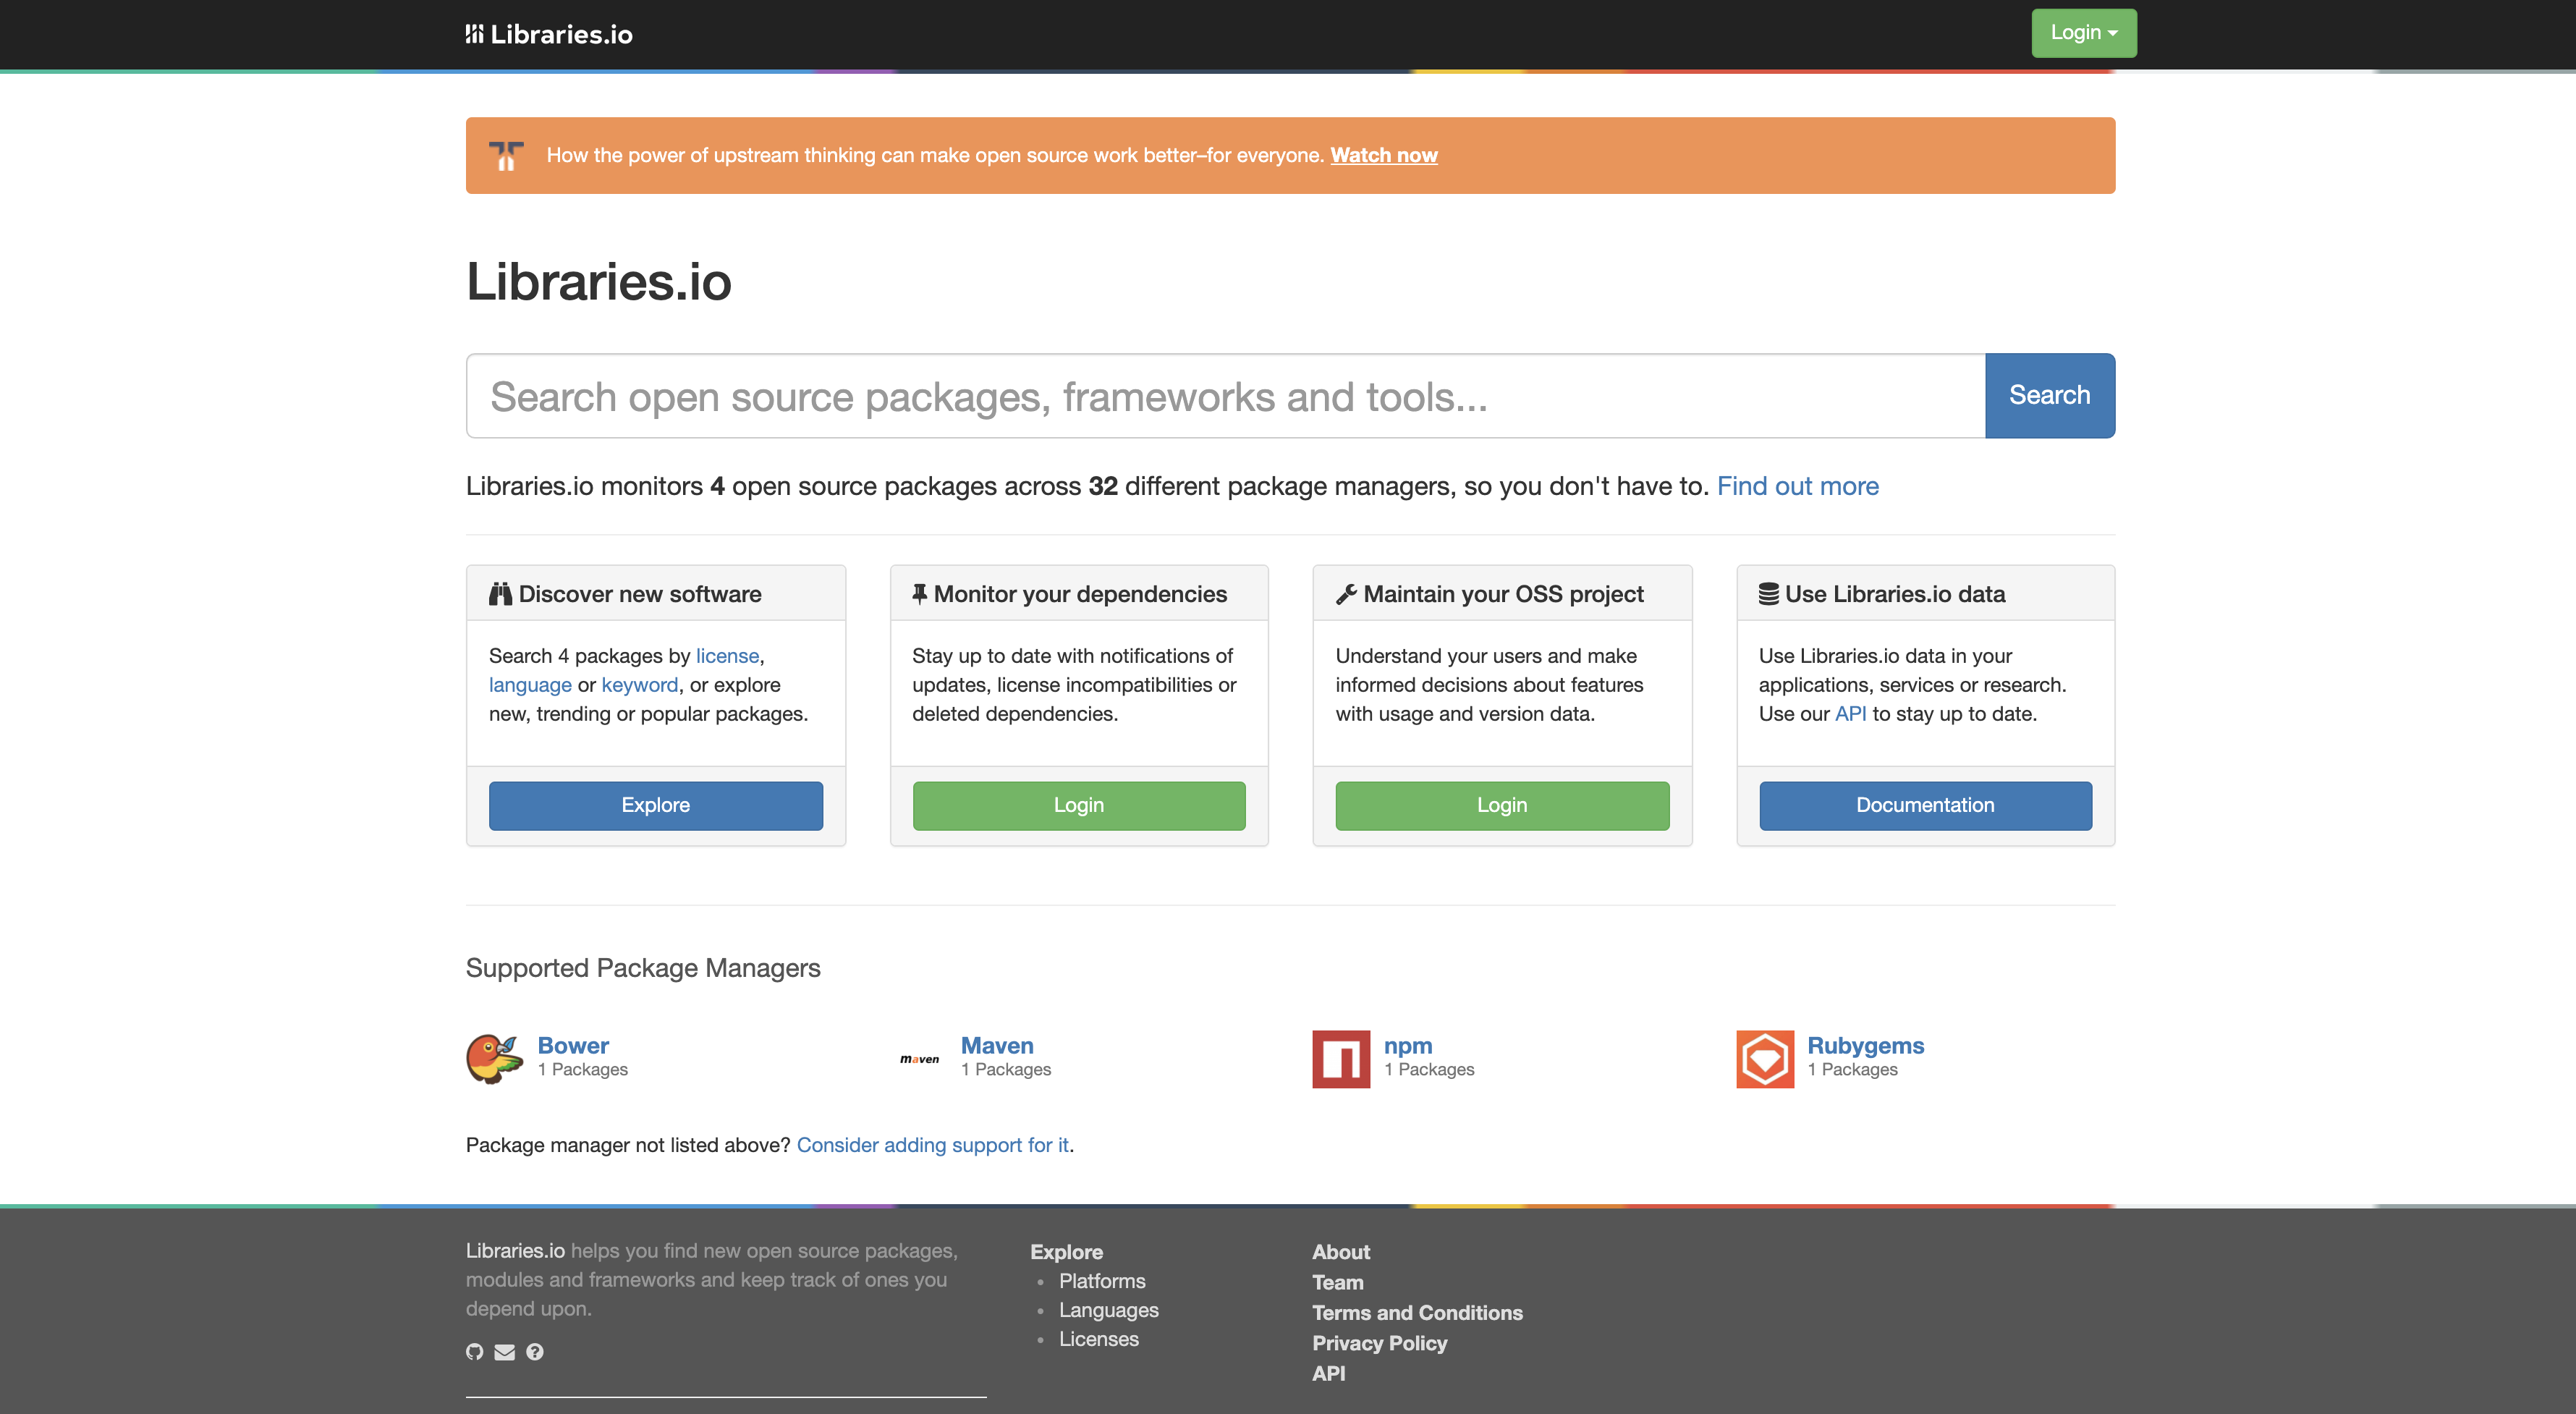 Libraries.io
Login
How the power of upstream thinking can make open source work better–for everyone. Watch now
Libraries.io
Search open source packages, frameworks and tools...
Search
Libraries.io monitors 4 open source packages across 32 different package managers, so you don't have to. Find out more
Discover new software
Search 4 packages by license,
language or keyword, or explore
new, trending or popular packages.
Explore
Monitor your dependencies
Stay up to date with notifications of
updates, license incompatibilities or
deleted dependencies.
Login
Maintain your OSS project
Understand your users and make
informed decisions about features
with usage and version data.
Login
Use Libraries.io data
Use Libraries.io data in your
applications, services or research.
Use our API to stay up to date.
Documentation
Supported Package Managers
Bower
1 Packages
maven
Maven
1 Packages
npm
1 Packages
Rubygems
1 Packages
Package manager not listed above? Consider adding support for it.
Libraries.io helps you find new open source packages,
modules and frameworks and keep track of ones you
depend upon.
Explore
Platforms
Languages
Licenses
About
Team
Terms and Conditions
Privacy Policy
API